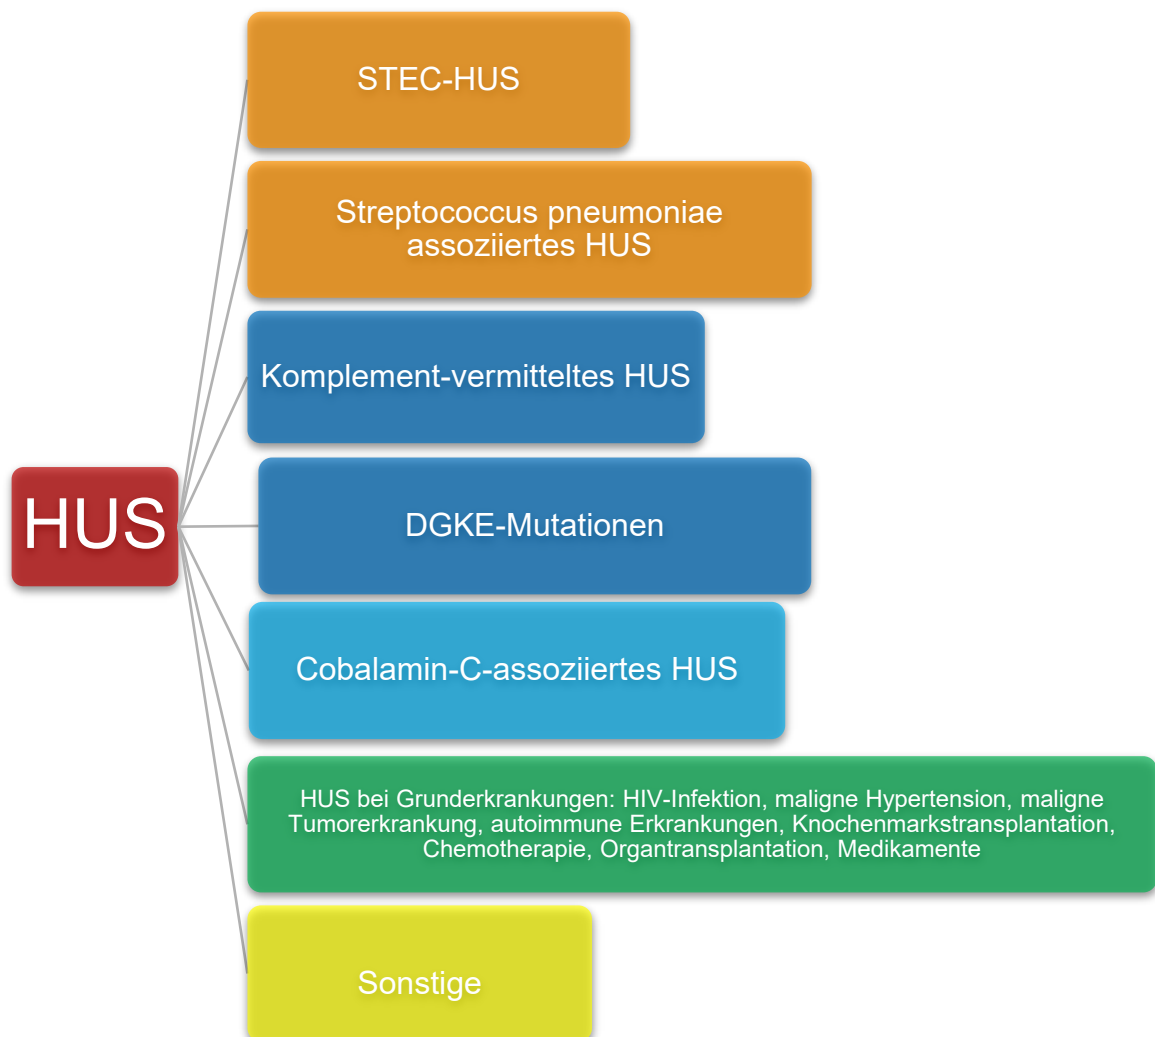 STEC-HUS
Streptococcus pneumoniae
assoziiertes HUS
Komplement-vermitteltes HUS
HUS
DGKE-Mutationen
Cobalamin-C-assoziiertes HUS
HUS bei Grunderkrankungen: HIV-Infektion, maligne Hypertension, maligne
Tumorerkrankung, autoimmune Erkrankungen, Knochenmarkstransplantation,
Chemotherapie, Organtransplantation, Medikamente
Sonstige